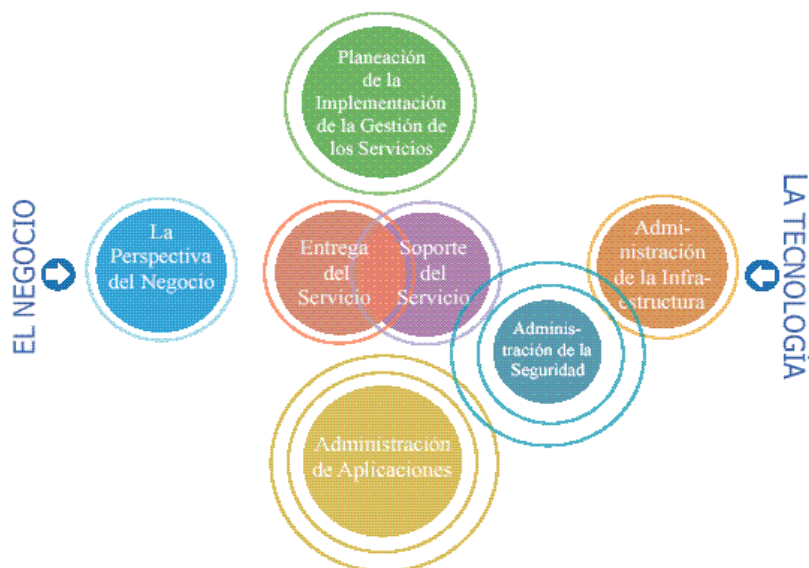 Planeación
de la
Implementación
de la Gestión de
los Servicios
EL NEGOCIO
La
Perspectiva
del Negocio
Entrega
del
Servicio
Soporte
del
Servicio
Admi-
nistración
de la Infra-
estructura
LA TECNOLOGÌA
Adminis-
tración de la
Seguridad
Administración
de Aplicaciones